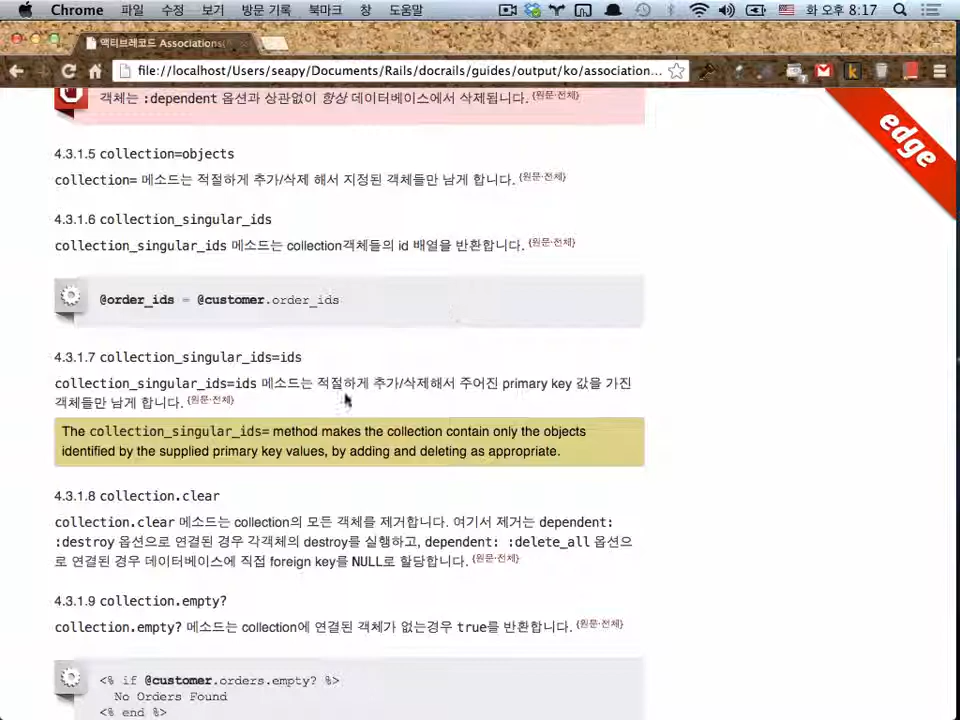 Chrome 파일 수정 보기 방문 기록 북마크 창 도움말 화 오후 8:17
액티브레코드 Associations
file://localhost/Users/seapy/Documents/Rails/docrails/guides/output/ko/association...
객체는 :dependent 옵션과 상관없이 항상 데이터베이스에서 삭제됩니다. {원문·전체}
edge
4.3.1.5 collection=objects
collection= 메소드는 적절하게 추가/삭제 해서 지정된 객체들만 남게 합니다. {원문·전체}
4.3.1.6 collection_singular_ids
collection_singular_ids 메소드는 collection객체들의 id 배열을 반환합니다. {원문·전체}
@order_ids = @customer.order_ids
4.3.1.7 collection_singular_ids=ids
collection_singular_ids=ids 메소드는 적절하게 추가/삭제해서 주어진 primary key 값을 가진
객체들만 남게 합니다. {원문·전체}
The collection_singular_ids= method makes the collection contain only the objects
identified by the supplied primary key values, by adding and deleting as appropriate.
4.3.1.8 collection.clear
collection.clear 메소드는 collection의 모든 객체를 제거합니다. 여기서 제거는 dependent:
:destroy 옵션으로 연결된 경우 각객체의 destroy를 실행하고, dependent: :delete_all 옵션으
로 연결된 경우 데이터베이스에 직접 foreign key를 NULL로 할당합니다. {원문·전체}
4.3.1.9 collection.empty?
collection.empty? 메소드는 collection에 연결된 객체가 없는경우 true를 반환합니다. {원문·전체}
<% if @customer.orders.empty? %>
No Orders Found
<% end %>